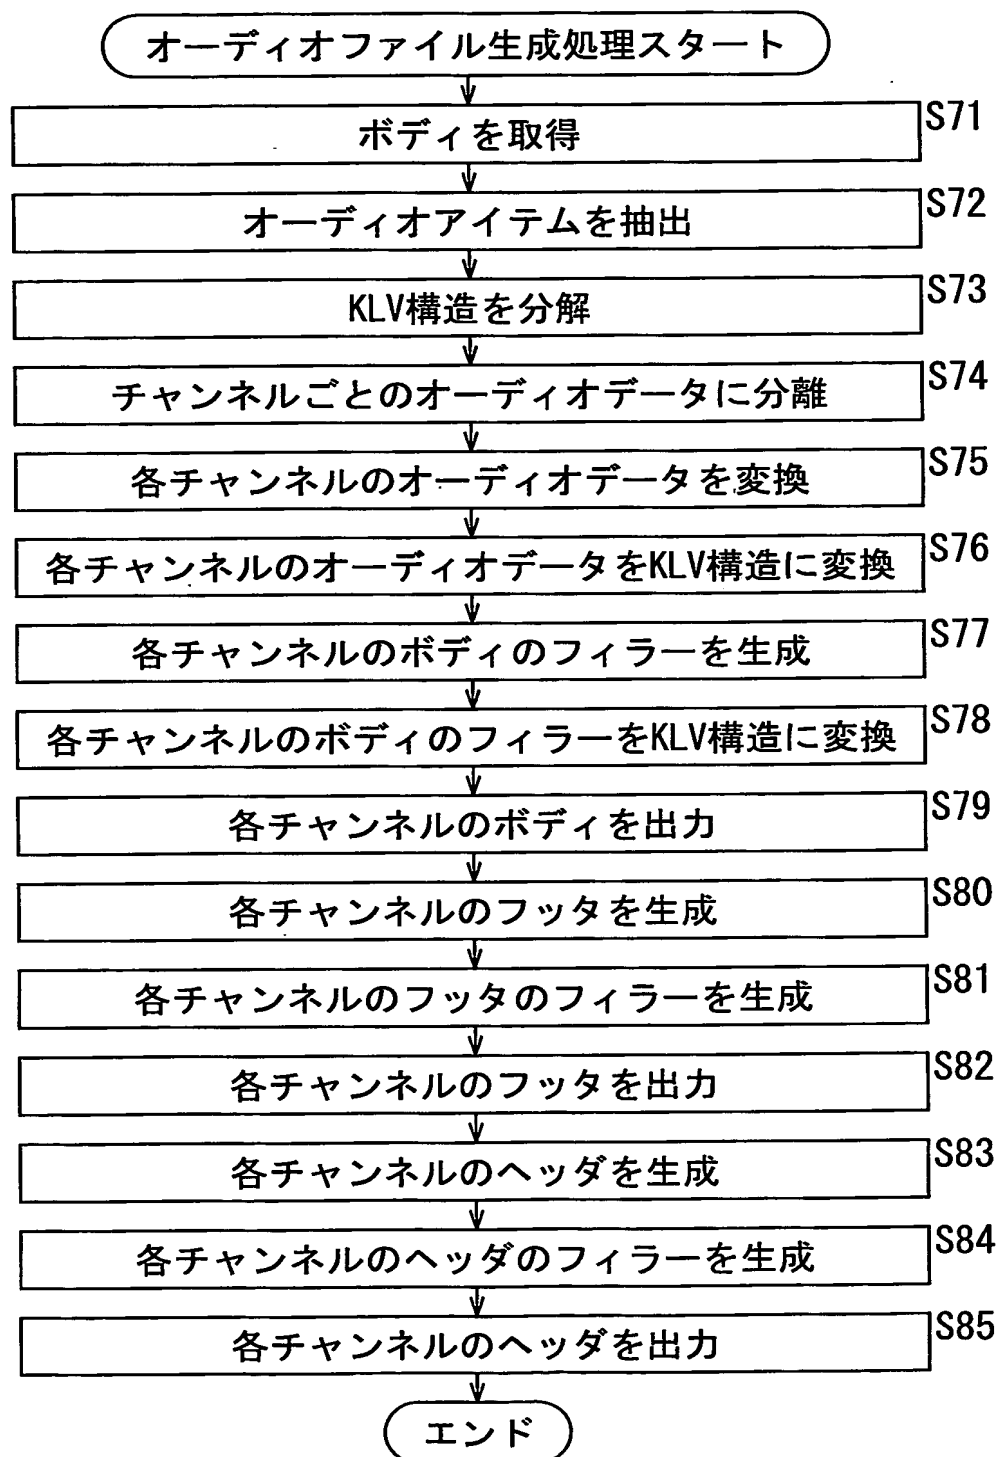 オーディオファイル生成処理スタート
S71
ボディを取得
S72
オーディオアイテムを抽出
S73
KLV構造を分解
S74
チャンネルごとのオーディオデータに分離
S75
各チャンネルのオーディオデータを変換
S76
各チャンネルのオーディオデータをKLV構造に変換
S77
各チャンネルのボディのフィラーを生成
S78
各チャンネルのボディのフィラーをKLV構造に変換
S79
各チャンネルのボディを出力
S80
各チャンネルのフッタを生成
S81
各チャンネルのフッタのフィラーを生成
S82
各チャンネルのフッタを出力
S83
各チャンネルのヘッダを生成
S84
各チャンネルのヘッダのフィラーを生成
S85
各チャンネルのヘッダを出力
エンド